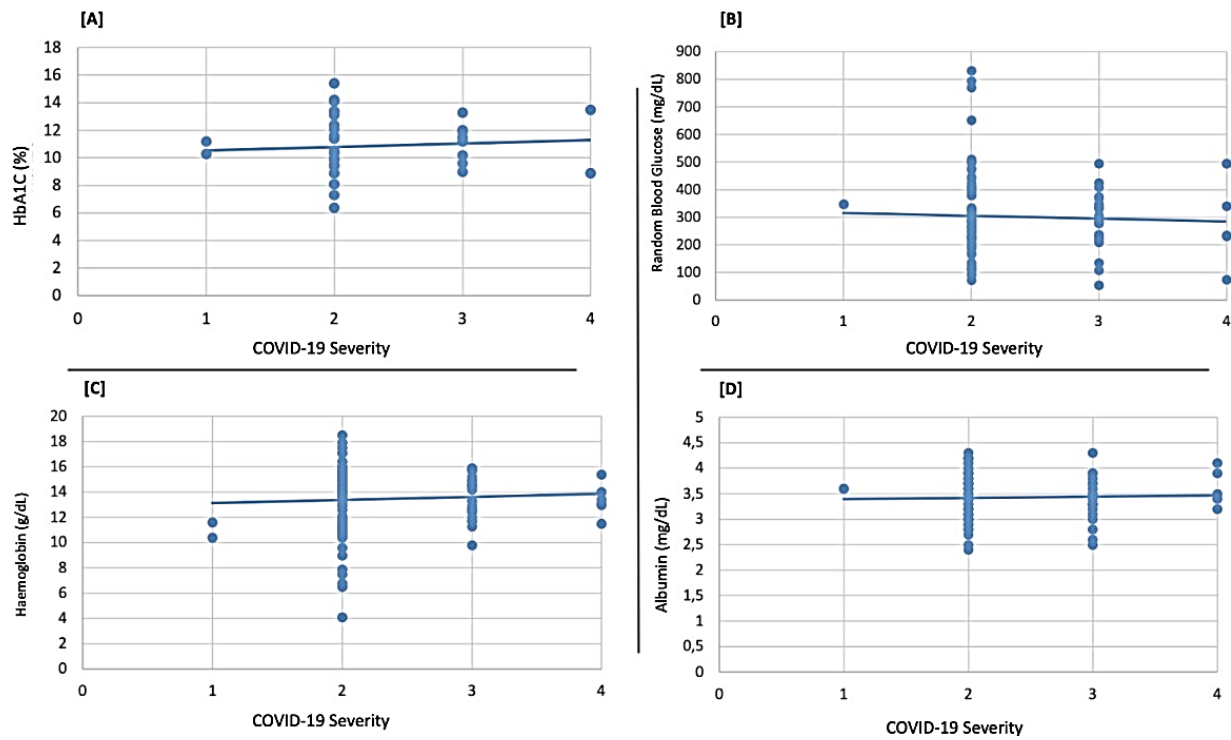 [A]
18
16
14
12
10
8
6
4
2
0
HbA1C (%)
0 1 2 3 4
COVID-19 Severity
[B]
900
800
700
600
500
400
300
200
100
0
Random Blood Glucose (mg/dL)
0 1 2 3 4
COVID-19 Severity
[C]
20
18
16
14
12
10
8
6
4
2
0
Haemoglobin (g/dL)
0 1 2 3 4
COVID-19 Severity
[D]
5
4,5
4
3,5
3
2,5
2
1,5
1
0,5
0
Albumin (mg/dL)
0 1 2 3 4
COVID-19 Severity